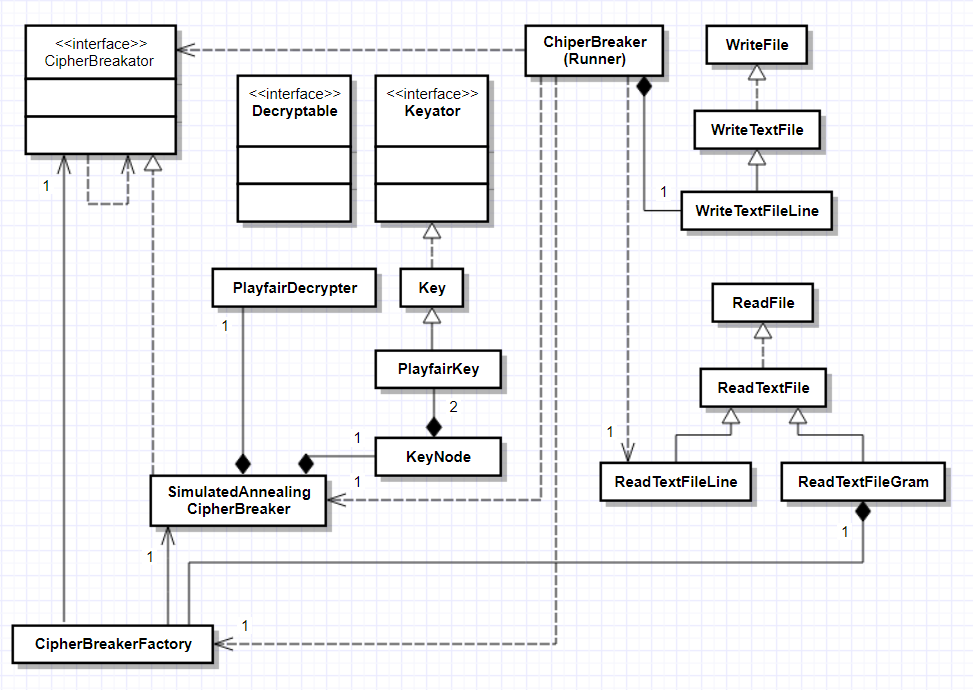 <<interface>>
CipherBreakator
ChiperBreaker
(Runner)
WriteFile
<<interface>>
Decryptable
<<interface>>
Keyator
WriteTextFile
1
1
WriteTextFileLine
PlayfairDecrypter
Key
ReadFile
1
PlayfairKey
ReadTextFile
2
1
1
KeyNode
1
ReadTextFileLine
ReadTextFileGram
SimulatedAnnealing
CipherBreaker
1
1
1
CipherBreakerFactory